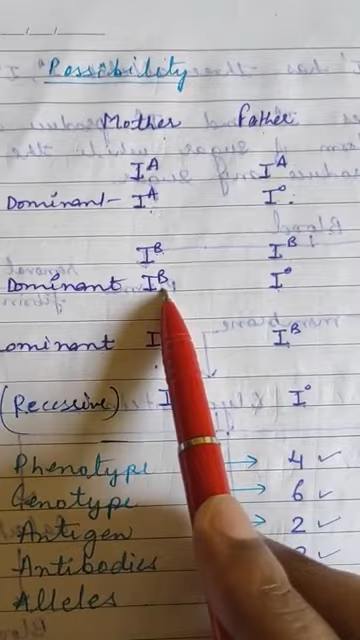 Possibility
Mother Father
I^A I^A
Dominant - I^A I^o.
I^B I^B
Dominant I^B I^o
ominant I I^B
(Recessive) I I^o
Phenotype → 4 ✓
Genotype → 6 ✓
Antigen → 2 ✓
Antibodies
Alleles